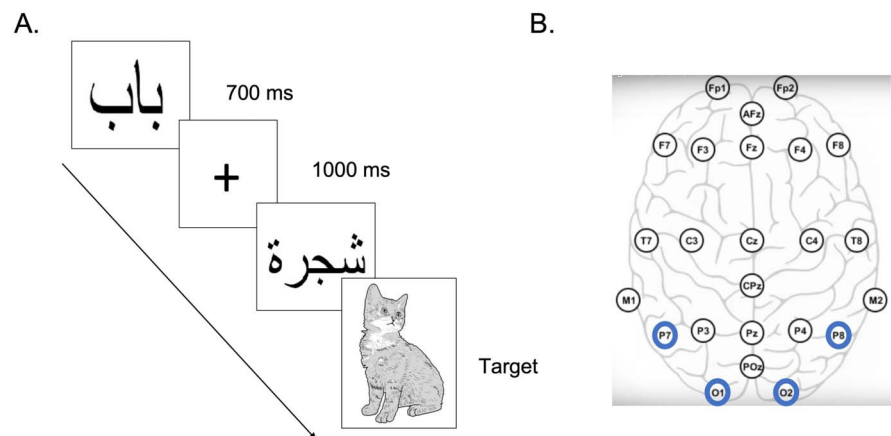 A.
باب
700 ms
+
1000 ms
شجرة
Target
B.
Fp1 Fp2
AFz
F7 F3 Fz F4 F8
T7 C3 Cz C4 T8
CPz
M1 M2
P7 P3 Pz P4 P8
POz
O1 O2